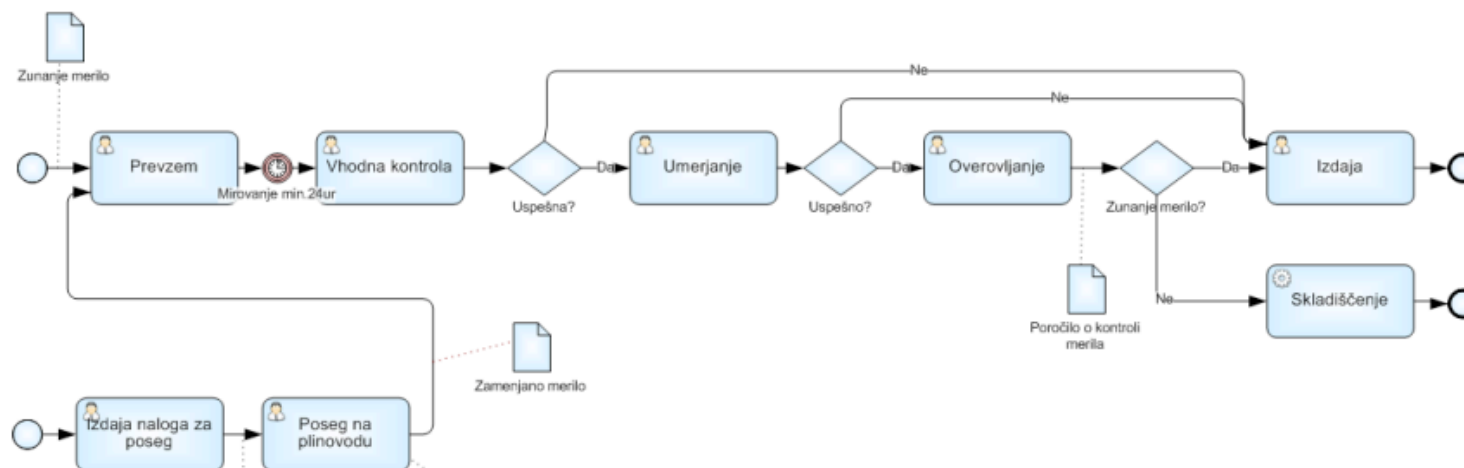 Zunanje merilo
Prevzem
Mirovanje min.24ur
Vhodna kontrola
Uspešna?
Ne
Da
Umerjanje
Uspešno?
Ne
Da
Overovljanje
Zunanje merilo?
Da
Izdaja
Ne
Skladiščenje
Poročilo o kontroli
merila
Zamenjano merilo
Izdaja naloga za
poseg
Poseg na
plinovodu